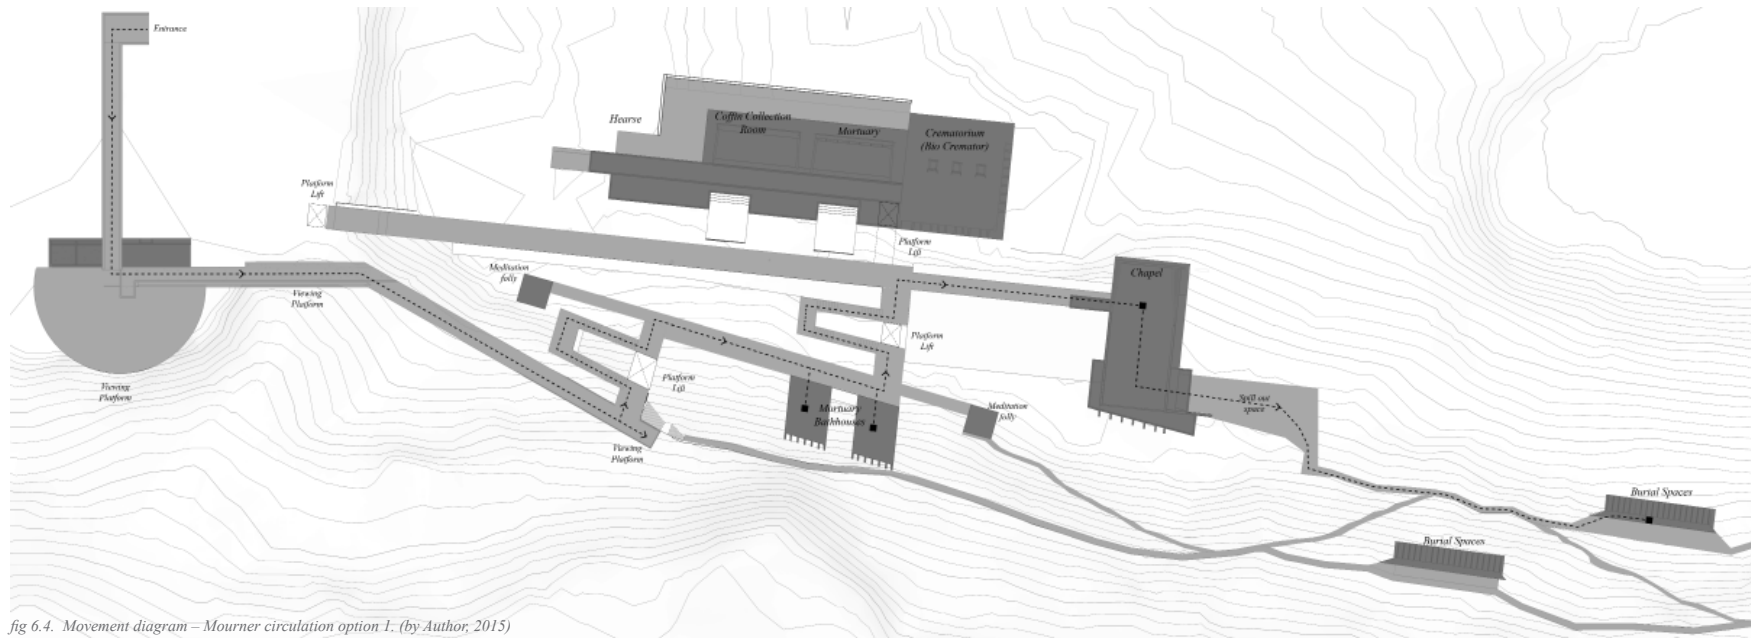 Entrance
Hearse
Coffin Collection
Room
Mortuary
Crematorium
(Bio Cremator)
Platform
Lift
Platform
Lift
Chapel
Meditation
folly
Viewing
Platform
Platform
Lift
Platform
Lift
Viewing
Platform
Mortuary
Bathhouses
Meditation
folly
Spill out
space
Viewing
Platform
Burial Spaces
Burial Spaces
fig 6.4. Movement diagram – Mourner circulation option 1. (by Author, 2015)